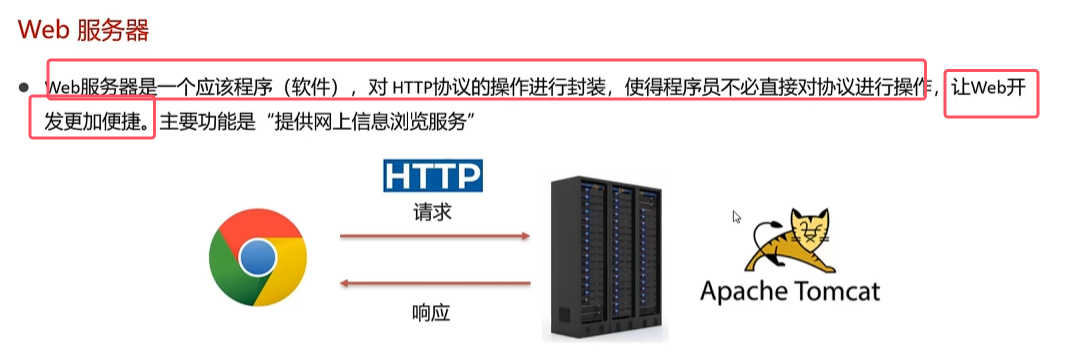 Web 服务器
● Web服务器是一个应该程序（软件），对 HTTP协议的操作进行封装，使得程序员不必直接对协议进行操作，让Web开
发更加便捷。主要功能是“提供网上信息浏览服务”
HTTP
请求
响应
Apache Tomcat